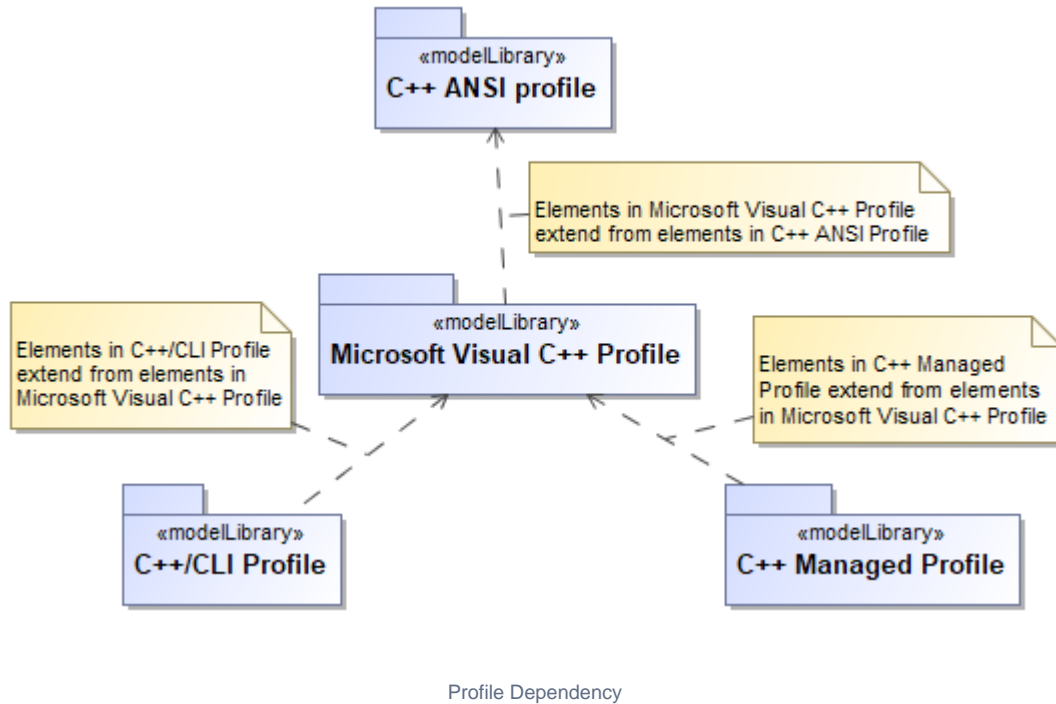 «modelLibrary»
C++ ANSI profile
Elements in Microsoft Visual C++ Profile
extend from elements in C++ ANSI Profile
«modelLibrary»
Microsoft Visual C++ Profile
Elements in C++/CLI Profile
extend from elements in
Microsoft Visual C++ Profile
Elements in C++ Managed
Profile extend from elements
in Microsoft Visual C++ Profile
«modelLibrary»
C++/CLI Profile
«modelLibrary»
C++ Managed Profile
Profile Dependency